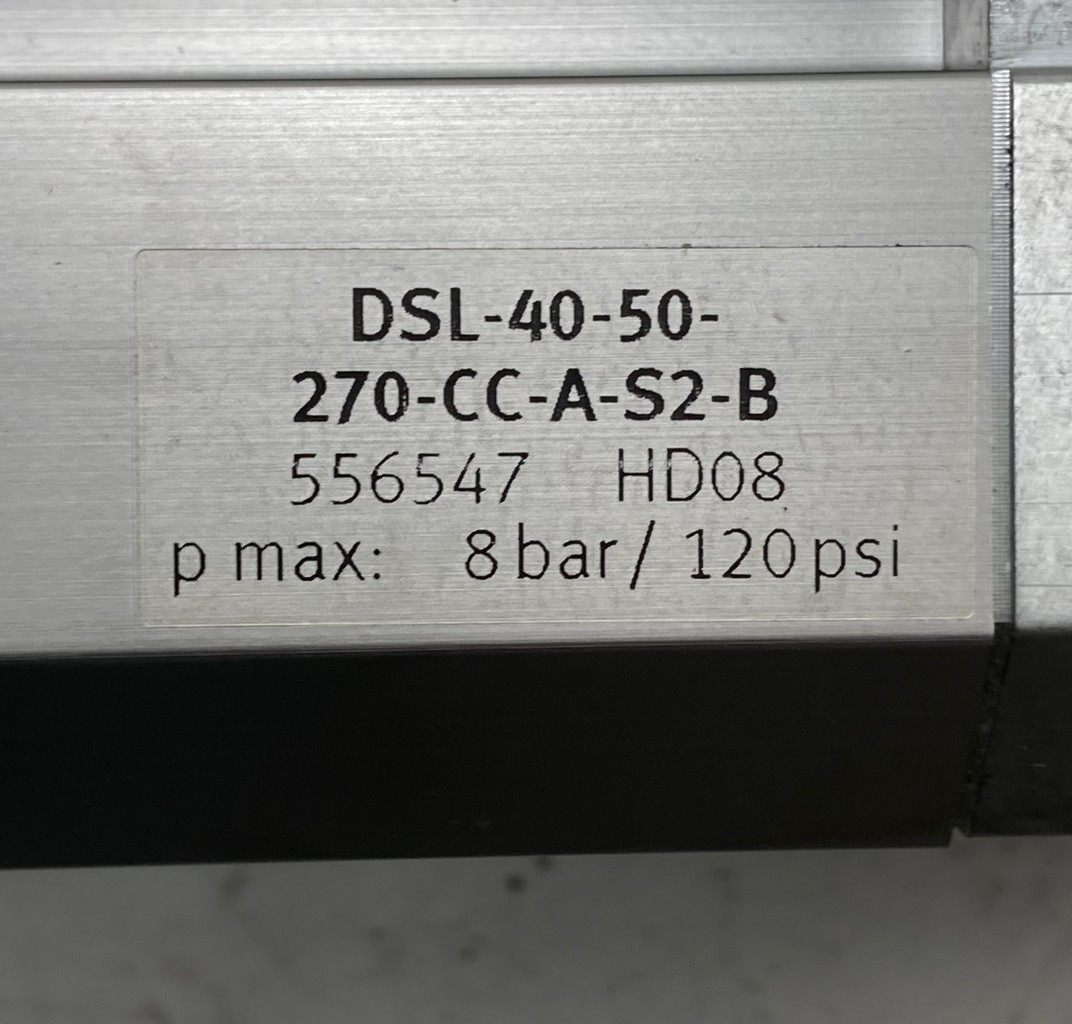 DSL-40-50-
270-CC-A-S2-B
556547 HD08
p max: 8 bar / 120 psi